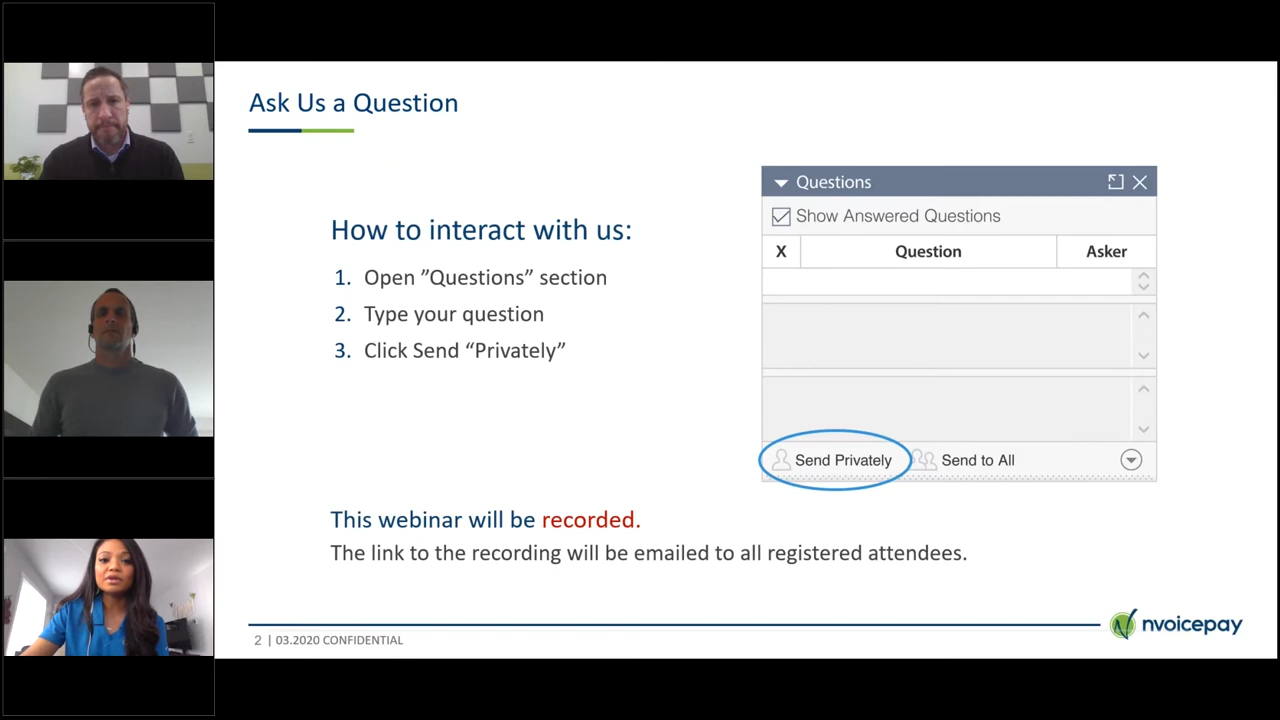 Ask Us a Question
How to interact with us:
1. Open ”Questions” section
2. Type your question
3. Click Send “Privately”
Questions
Show Answered Questions
X Question Asker
Send Privately Send to All
This webinar will be recorded.
The link to the recording will be emailed to all registered attendees.
2 | 03.2020 CONFIDENTIAL
nvoicepay